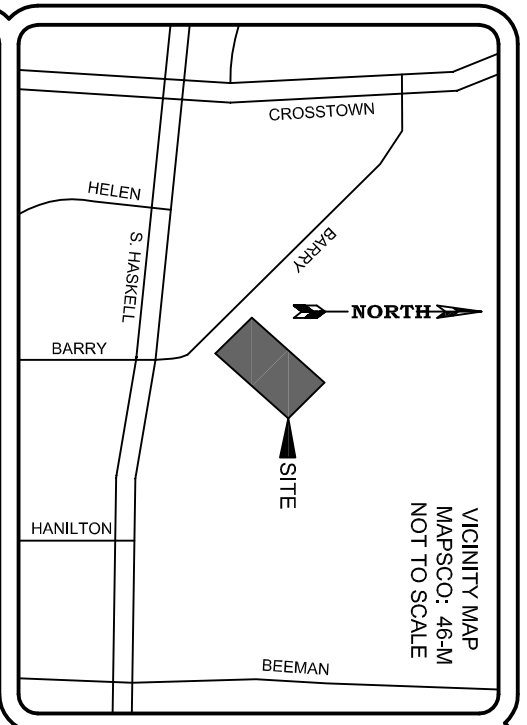 VICINITY MAP
MAPSCO: 46-M
NOT TO SCALE
CROSSTOWN
HELEN
S. HASKELL
BARRY
NORTH
BARRY
SITE
HANILTON
BEEMAN